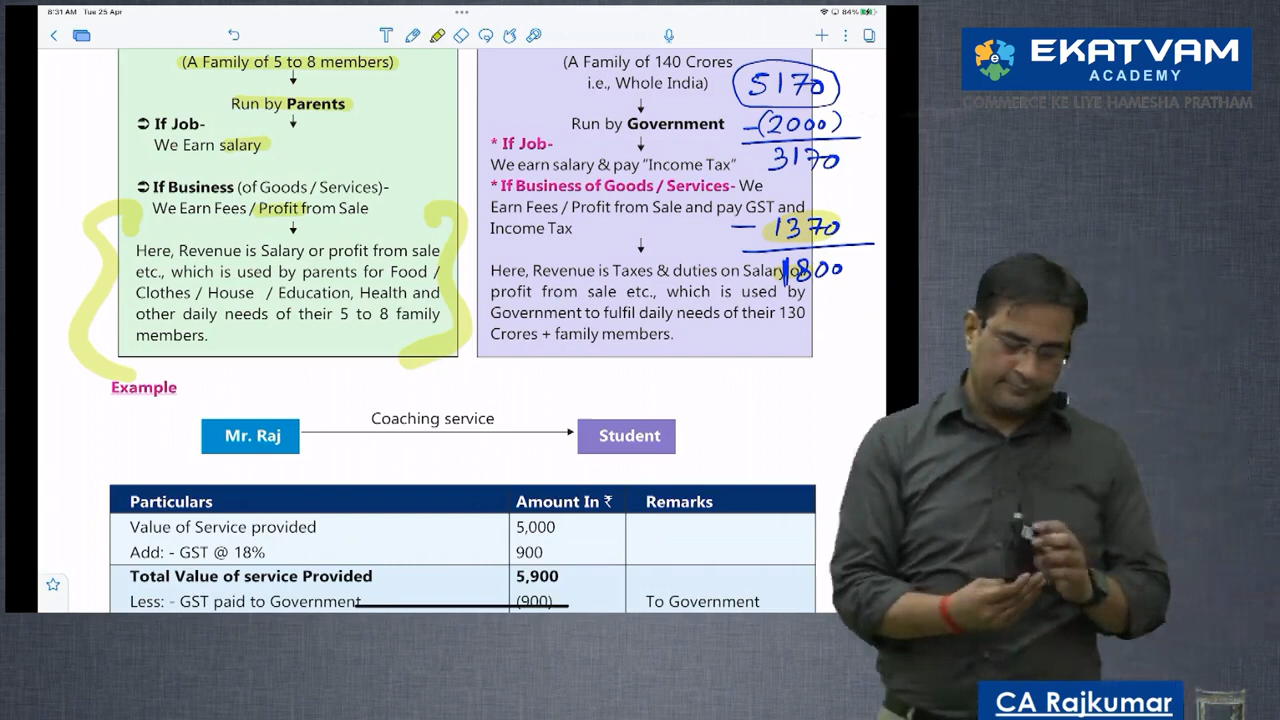 8:31 AM Tue 25 Apr
84%
EKATVAM
ACADEMY
COMMERCE KE LIYE HAMESHA PRATHAM
(A Family of 5 to 8 members)
Run by Parents
➲ If Job-
We Earn salary
➲ If Business (of Goods / Services)-
We Earn Fees / Profit from Sale
Here, Revenue is Salary or profit from sale
etc., which is used by parents for Food /
Clothes / House / Education, Health and
other daily needs of their 5 to 8 family
members.
(A Family of 140 Crores
i.e., Whole India)
Run by Government
* If Job-
We earn salary & pay "Income Tax"
* If Business of Goods / Services- We
Earn Fees / Profit from Sale and pay GST and
Income Tax
Here, Revenue is Taxes & duties on Salary or
profit from sale etc., which is used by
Government to fulfil daily needs of their 130
Crores + family members.
5170
-(2000)
3170
- 1370
1800
Example
Mr. Raj
Coaching service
Student
Particulars Amount In ₹ Remarks
Value of Service provided 5,000
Add: - GST @ 18% 900
Total Value of service Provided 5,900
Less: - GST paid to Government (900) To Government
CA Rajkumar